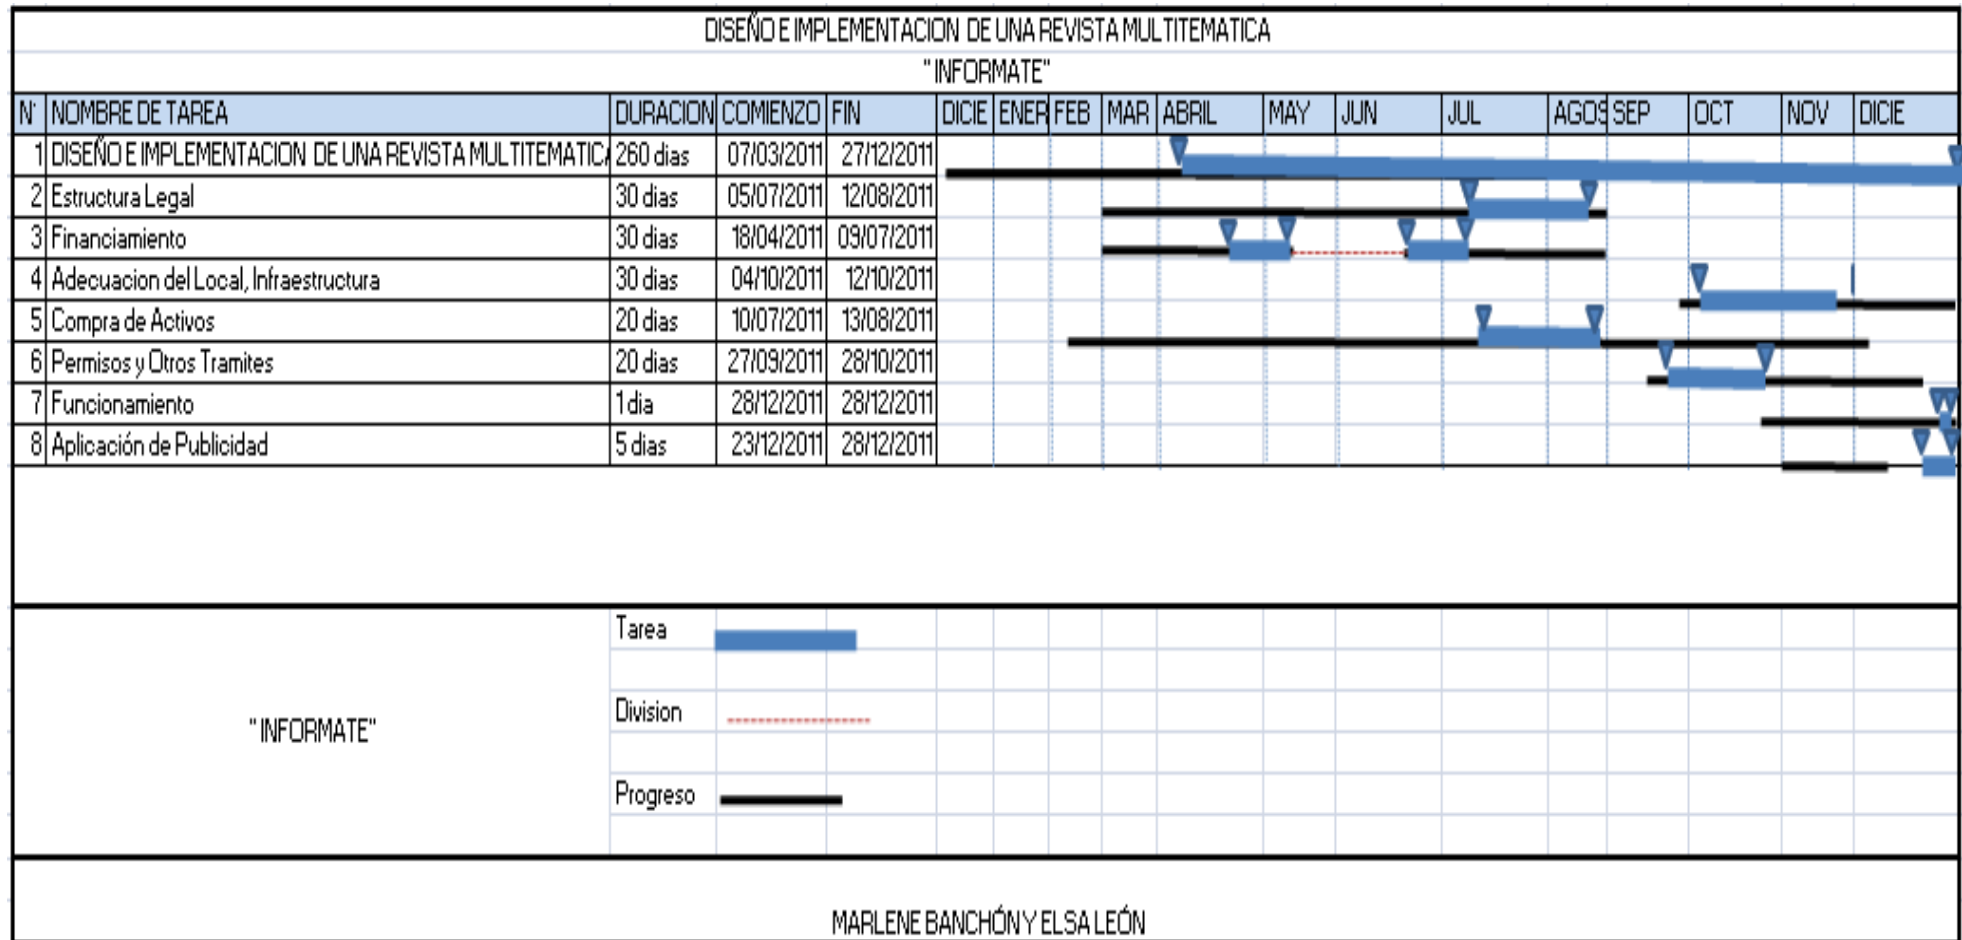 DISEÑO E IMPLEMENTACION DE UNA REVISTA MULTITEMATICA
"INFORMATE"
N° NOMBRE DE TAREA DURACION COMIENZO FIN DICIE ENER FEB MAR ABRIL MAY JUN JUL AGOS SEP OCT NOV DICIE
1 DISEÑO E IMPLEMENTACION DE UNA REVISTA MULTITEMATICA 260 dias 07/03/2011 27/12/2011
2 Estructura Legal 30 dias 05/07/2011 12/08/2011
3 Financiamiento 30 dias 18/04/2011 09/07/2011
4 Adecuacion del Local, Infraestructura 30 dias 04/10/2011 12/10/2011
5 Compra de Activos 20 dias 10/07/2011 13/08/2011
6 Permisos y Otros Tramites 20 dias 27/09/2011 28/10/2011
7 Funcionamiento 1 dia 28/12/2011 28/12/2011
8 Aplicación de Publicidad 5 dias 23/12/2011 28/12/2011
Tarea
Division
"INFORMATE"
Progreso
MARLENE BANCHÓN Y ELSA LEÓN